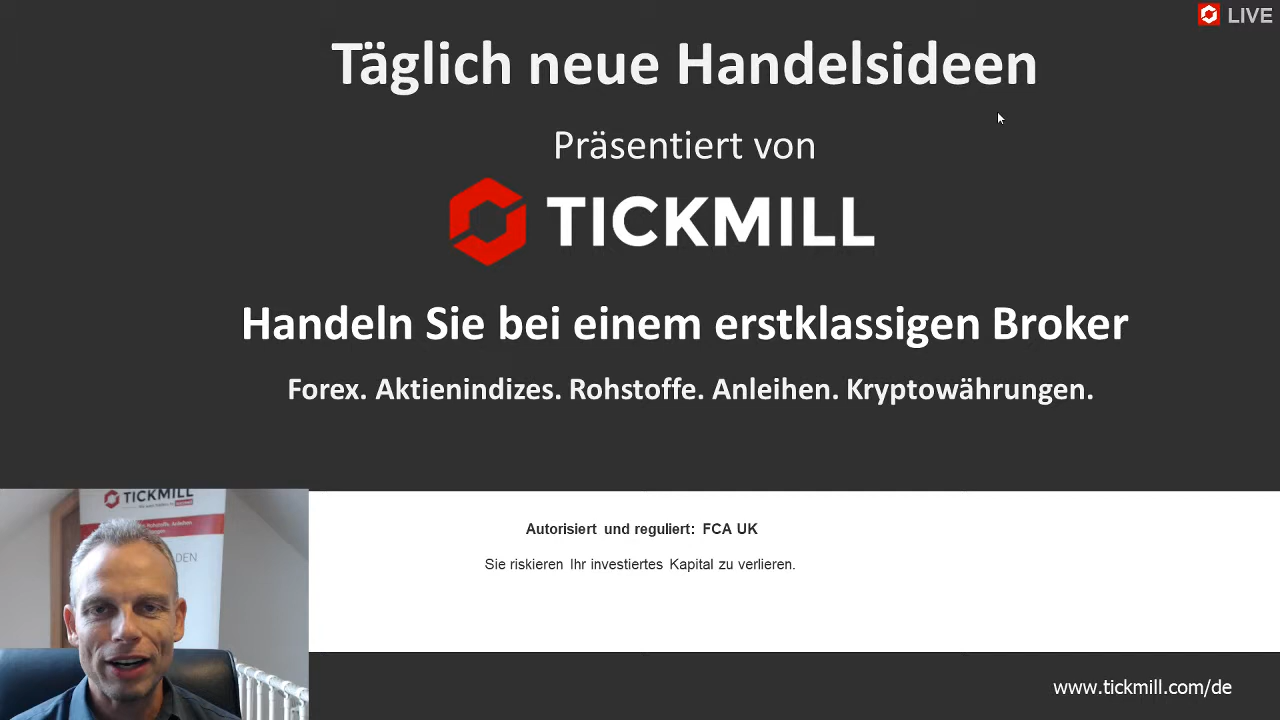 LIVE
Täglich neue Handelsideen
Präsentiert von
TICKMILL
Handeln Sie bei einem erstklassigen Broker
Forex. Aktienindizes. Rohstoffe. Anleihen. Kryptowährungen.
TICKMILL
Autorisiert und reguliert: FCA UK
Sie riskieren Ihr investiertes Kapital zu verlieren.
www.tickmill.com/de